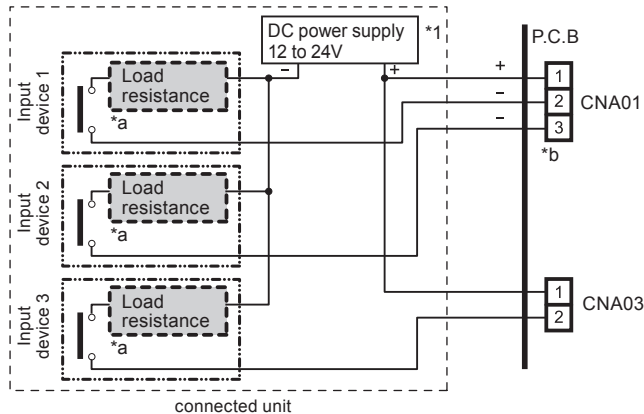 DC power supply
12 to 24V
*1
P.C.B
Input
device 1
Load
resistance
*a
–
+
+
–
–
1
2
3
CNA01
*b
Input
device 2
Load
resistance
*a
Input
device 3
Load
resistance
*a
1
2
CNA03
connected unit